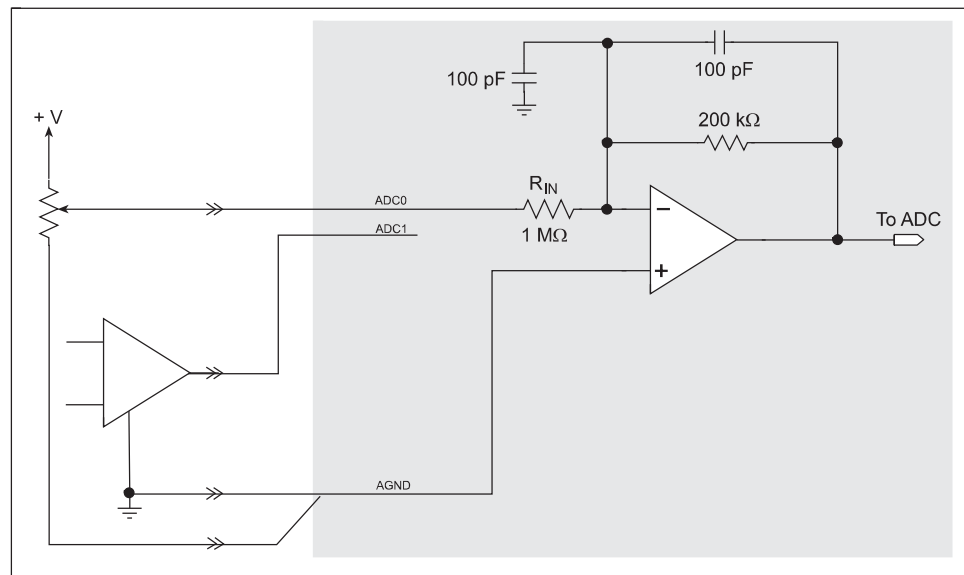 100 pF
100 pF
+ V
200 kΩ
R_IN
ADC0
1 MΩ
ADC1
−
+
To ADC
AGND